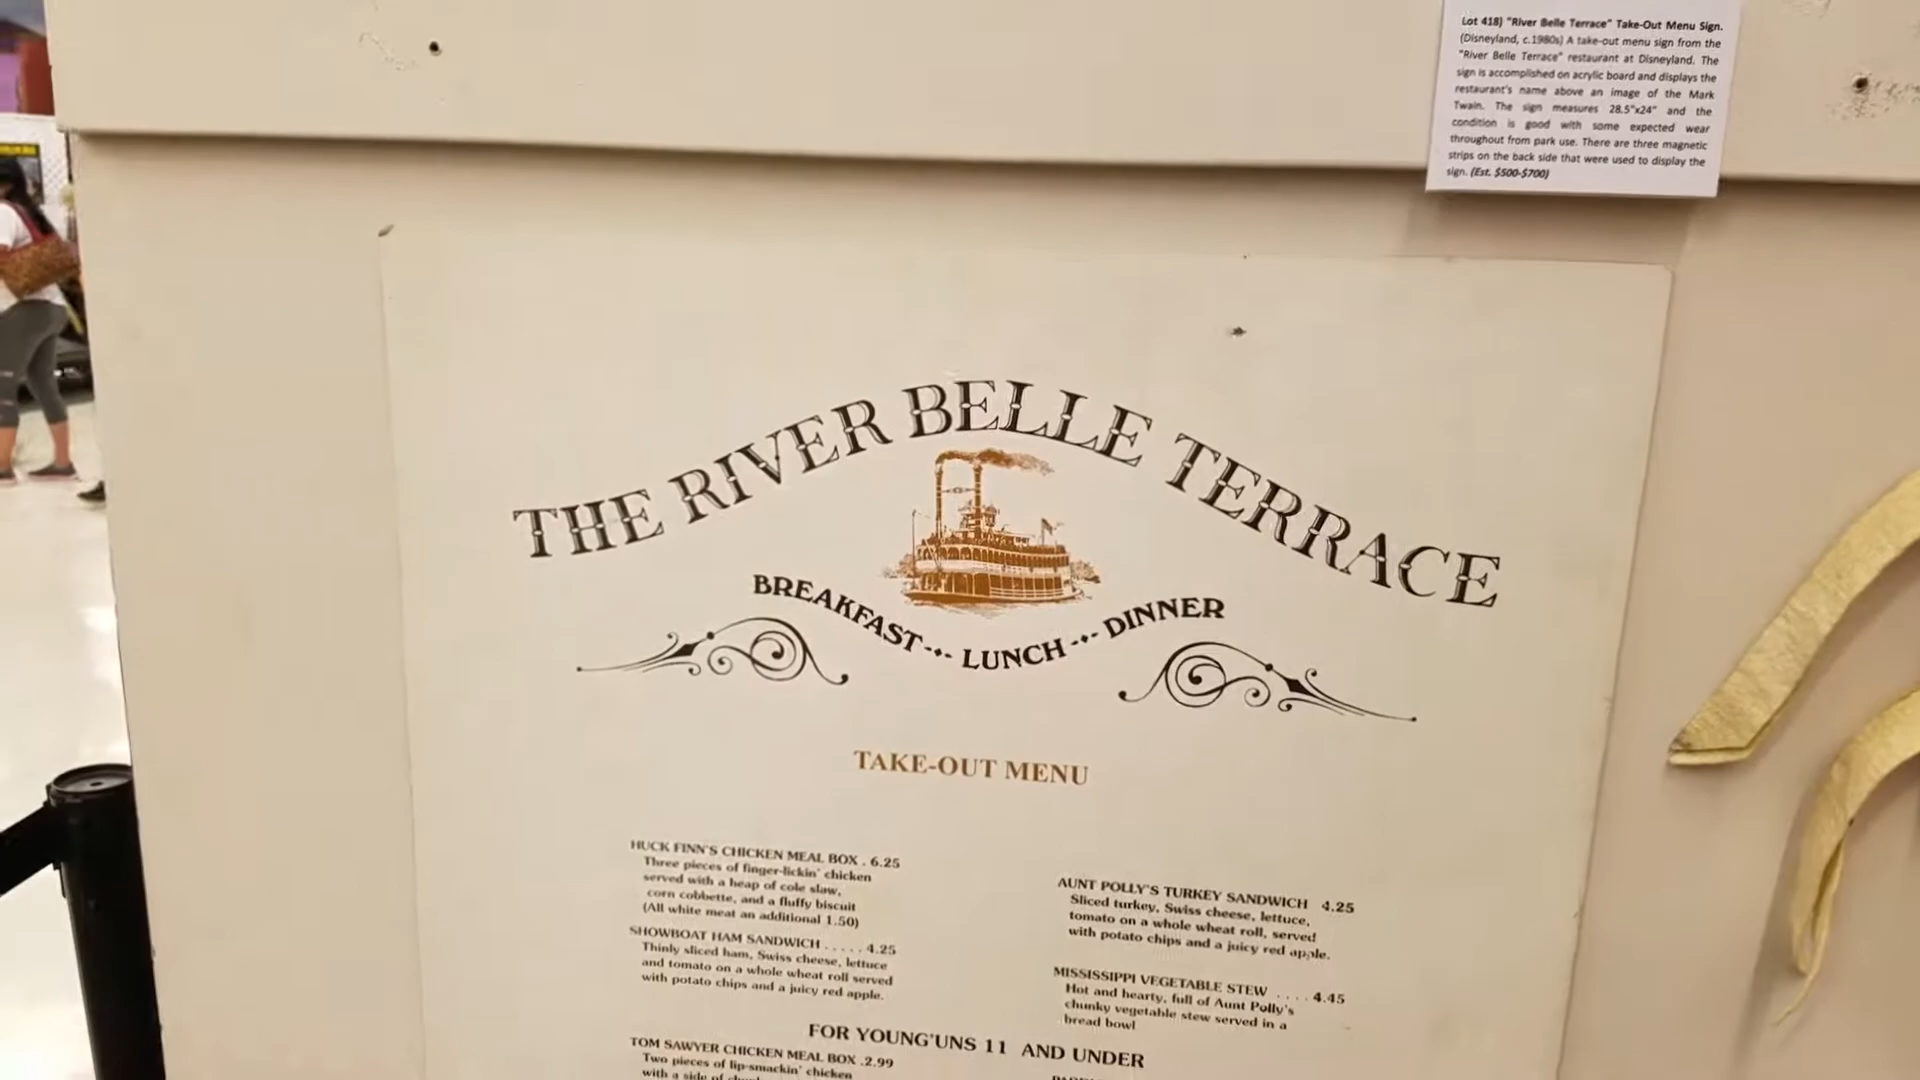 Lot 418) "River Belle Terrace" Take-Out Menu Sign.
(Disneyland, c.1980s) A take-out menu sign from the
"River Belle Terrace" restaurant at Disneyland. The
sign is accomplished on acrylic board and displays the
restaurant's name above an image of the Mark
Twain. The sign measures 28.5"x24" and the
condition is good with some expected wear
throughout from park use. There are three magnetic
strips on the back side that were used to display the
sign. (Est. $500-$700)
THE RIVER BELLE TERRACE
BREAKFAST LUNCH DINNER
TAKE-OUT MENU
HUCK FINN'S CHICKEN MEAL BOX . 6.25
Three pieces of finger-lickin' chicken
served with a heap of cole slaw,
corn cobbette, and a fluffy biscuit
(All white meat an additional 1.50)
SHOWBOAT HAM SANDWICH . . . . . 4.25
Thinly sliced ham, Swiss cheese, lettuce
and tomato on a whole wheat roll served
with potato chips and a juicy red apple.
AUNT POLLY'S TURKEY SANDWICH 4.25
Sliced turkey, Swiss cheese, lettuce,
tomato on a whole wheat roll, served
with potato chips and a juicy red apple.
MISSISSIPPI VEGETABLE STEW . . . . 4.45
Hot and hearty, full of Aunt Polly's
chunky vegetable stew served in a
bread bowl
FOR YOUNG'UNS 11 AND UNDER
TOM SAWYER CHICKEN MEAL BOX .2.99
Two pieces of lip-smackin' chicken
with a side of